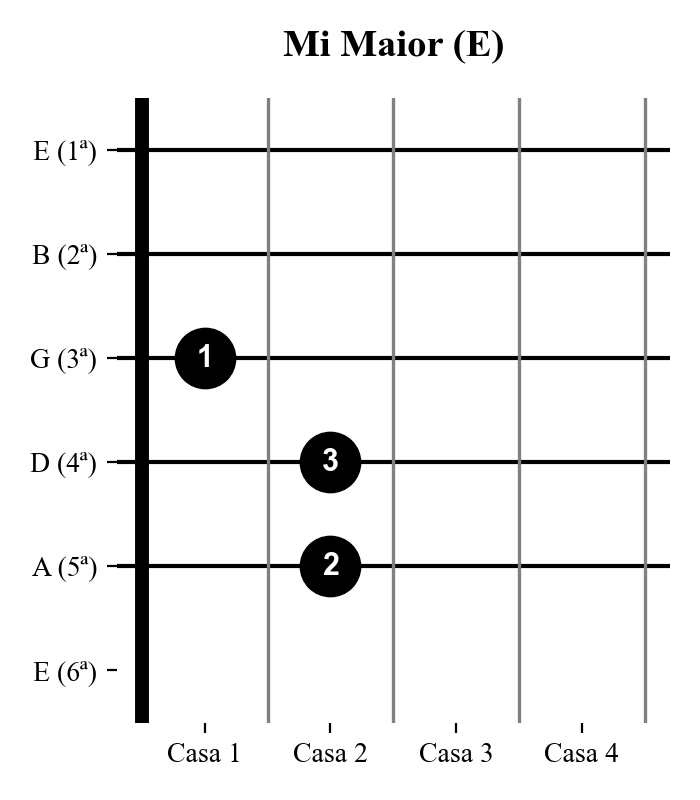 Mi Maior (E)
E (1ª)
B (2ª)
G (3ª)
1
D (4ª)
3
A (5ª)
2
E (6ª)
Casa 1
Casa 2
Casa 3
Casa 4